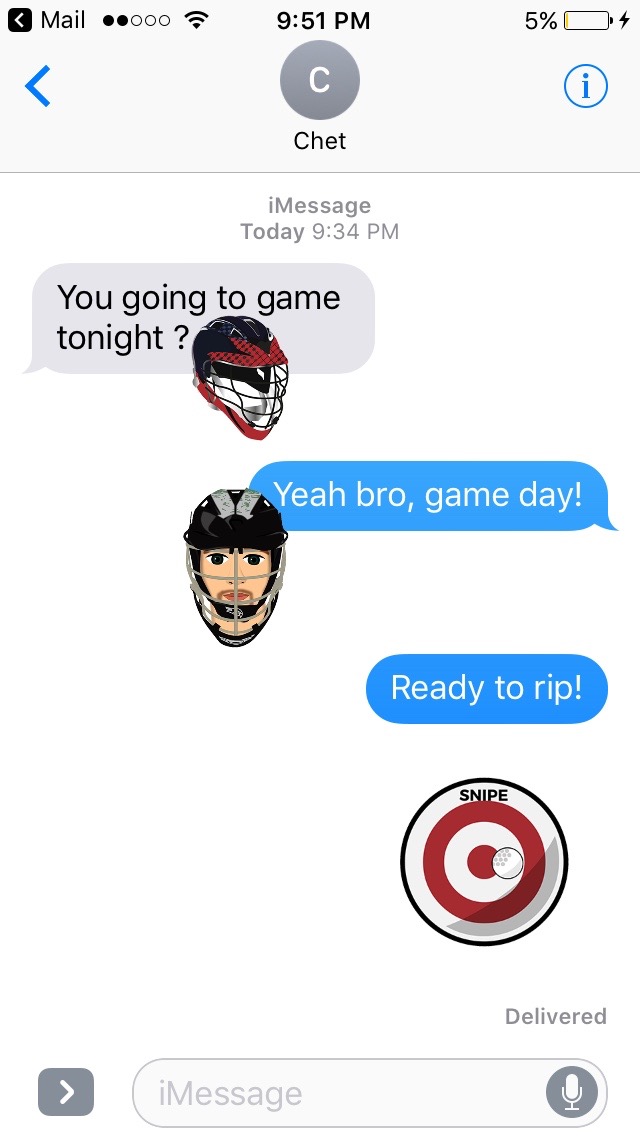 Mail
9:51 PM
5%
C
Chet
iMessage
Today 9:34 PM
You going to game
tonight ?
Yeah bro, game day!
Ready to rip!
SNIPE
Delivered
iMessage